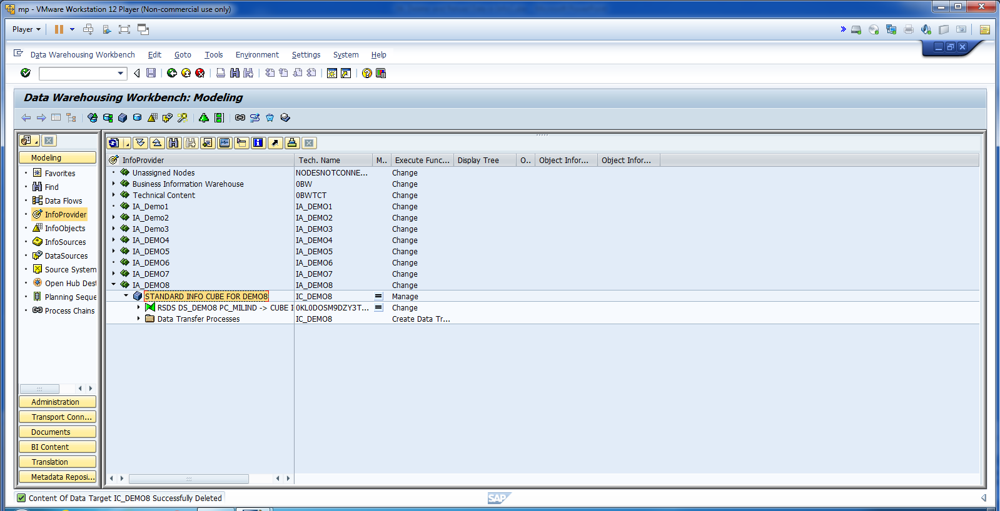 mp - VMware Workstation 12 Player (Non-commercial use only)
Player
Data Warehousing Workbench Edit Goto Tools Environment Settings System Help
Data Warehousing Workbench: Modeling
Modeling
Favorites
Find
Data Flows
InfoProvider
InfoObjects
InfoSources
DataSources
Source System
Open Hub Dest
Planning Seque
Process Chains
Administration
Transport Conn...
Documents
BI Content
Translation
Metadata Reposi...
InfoProvider Tech. Name M.. Execute Func... Display Tree O.. Object Infor... Object Infor...
Unassigned Nodes NODESNOTCONNE... Change
Business Information Warehouse 0BW Change
Technical Content 0BWTCT Change
IA_Demo1 IA_DEMO1 Change
IA_Demo2 IA_DEMO2 Change
IA_Demo3 IA_DEMO3 Change
IA_DEMO4 IA_DEMO4 Change
IA_DEMO5 IA_DEMO5 Change
IA_DEMO6 IA_DEMO6 Change
IA_DEMO7 IA_DEMO7 Change
IA_DEMO8 IA_DEMO8 Change
STANDARD INFO CUBE FOR DEMO8 IC_DEMO8 = Manage
RSDS DS_DEMO8 PC_MILIND -> CUBE I 0KL0DOSM9DZY3T... = Change
Data Transfer Processes IC_DEMO8 Create Data Tr...
Content Of Data Target IC_DEMO8 Successfully Deleted
SAP